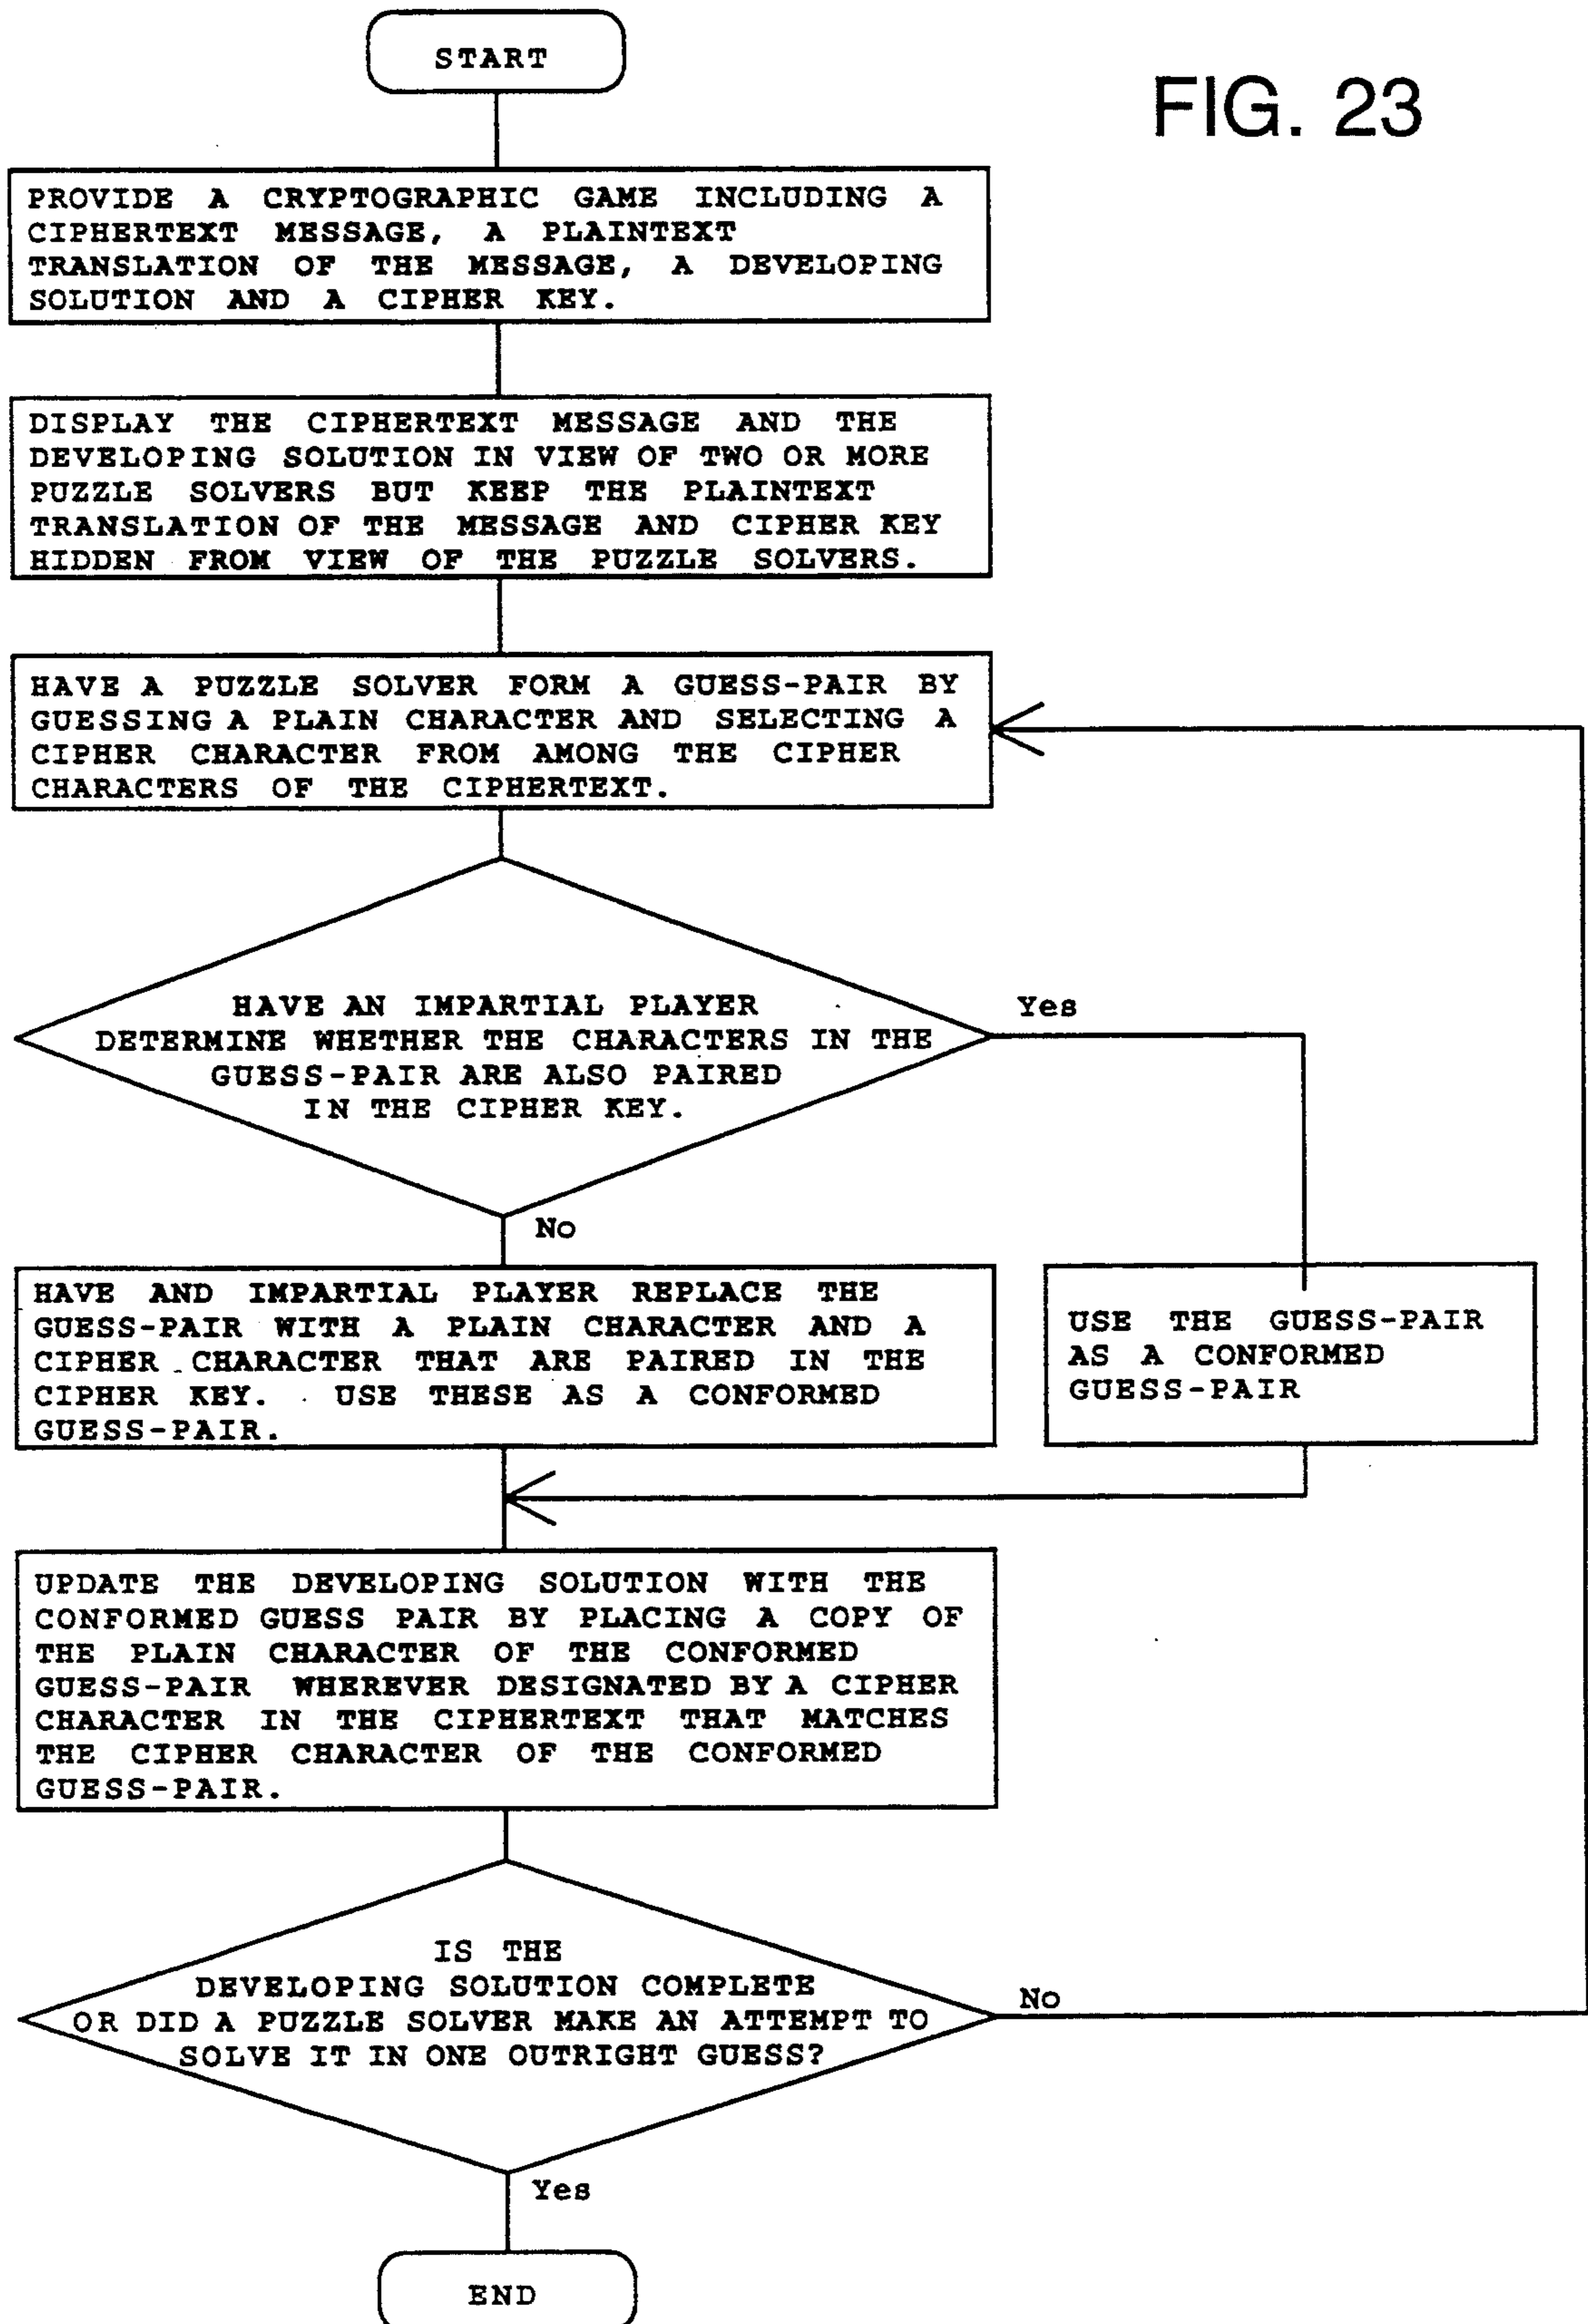 START
FIG. 23
PROVIDE A CRYPTOGRAPHIC GAME INCLUDING A
CIPHERTEXT MESSAGE, A PLAINTEXT
TRANSLATION OF THE MESSAGE, A DEVELOPING
SOLUTION AND A CIPHER KEY.
DISPLAY THE CIPHERTEXT MESSAGE AND THE
DEVELOPING SOLUTION IN VIEW OF TWO OR MORE
PUZZLE SOLVERS BUT KEEP THE PLAINTEXT
TRANSLATION OF THE MESSAGE AND CIPHER KEY
HIDDEN FROM VIEW OF THE PUZZLE SOLVERS.
HAVE A PUZZLE SOLVER FORM A GUESS-PAIR BY
GUESSING A PLAIN CHARACTER AND SELECTING A
CIPHER CHARACTER FROM AMONG THE CIPHER
CHARACTERS OF THE CIPHERTEXT.
HAVE AN IMPARTIAL PLAYER
DETERMINE WHETHER THE CHARACTERS IN THE
GUESS-PAIR ARE ALSO PAIRED
IN THE CIPHER KEY.
Yes
No
HAVE AND IMPARTIAL PLAYER REPLACE THE
GUESS-PAIR WITH A PLAIN CHARACTER AND A
CIPHER CHARACTER THAT ARE PAIRED IN THE
CIPHER KEY. USE THESE AS A CONFORMED
GUESS-PAIR.
USE THE GUESS-PAIR
AS A CONFORMED
GUESS-PAIR
UPDATE THE DEVELOPING SOLUTION WITH THE
CONFORMED GUESS PAIR BY PLACING A COPY OF
THE PLAIN CHARACTER OF THE CONFORMED
GUESS-PAIR WHEREVER DESIGNATED BY A CIPHER
CHARACTER IN THE CIPHERTEXT THAT MATCHES
THE CIPHER CHARACTER OF THE CONFORMED
GUESS-PAIR.
IS THE
DEVELOPING SOLUTION COMPLETE
OR DID A PUZZLE SOLVER MAKE AN ATTEMPT TO
SOLVE IT IN ONE OUTRIGHT GUESS?
No
Yes
END